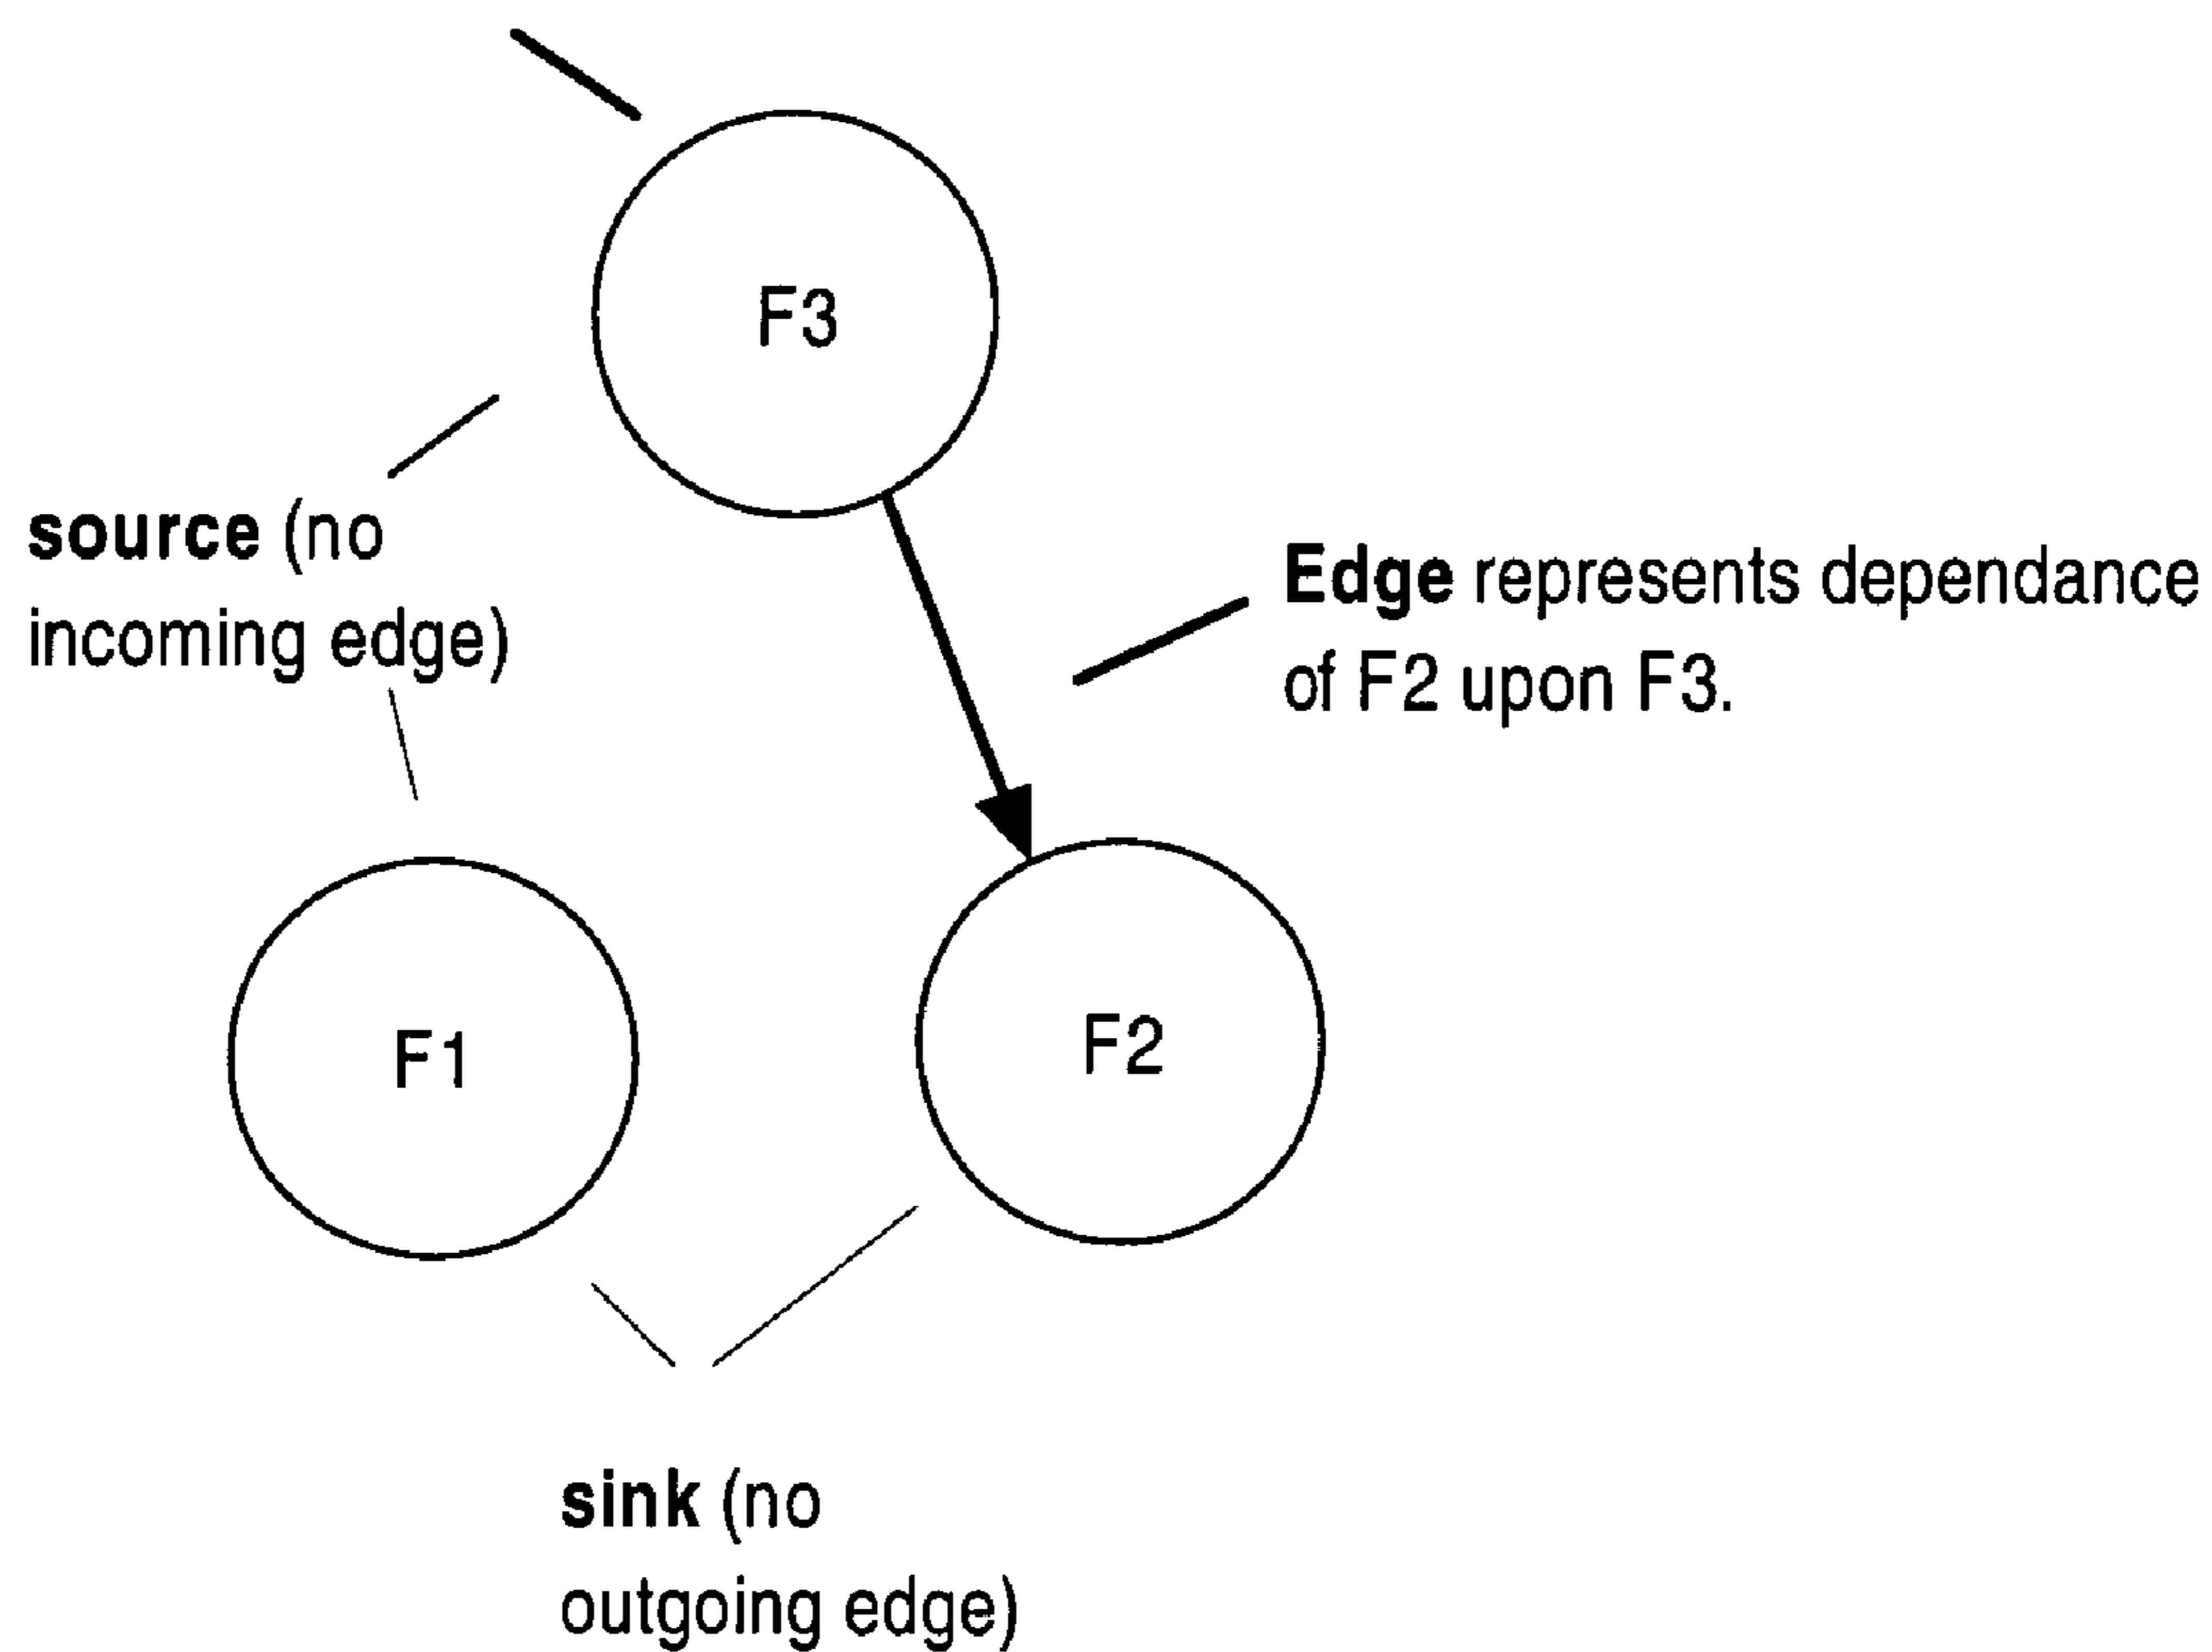 F3
source (no
incoming edge)
Edge represents dependance
of F2 upon F3.
F1
F2
sink (no
outgoing edge)